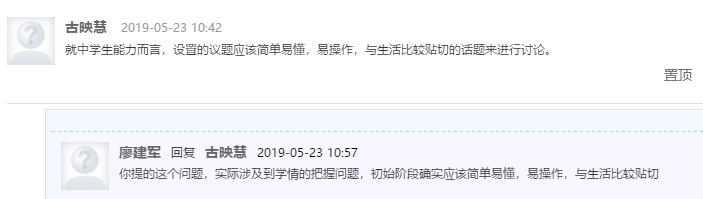 古映慧 2019-05-23 10:42
就中学生能力而言，设置的议题应该简单易懂，易操作，与生活比较贴切的话题来进行讨论。
置顶
廖建军 回复 古映慧 2019-05-23 10:57
你提的这个问题，实际涉及到学情的把握问题，初始阶段确实应该简单易懂，易操作，与生活比较贴切